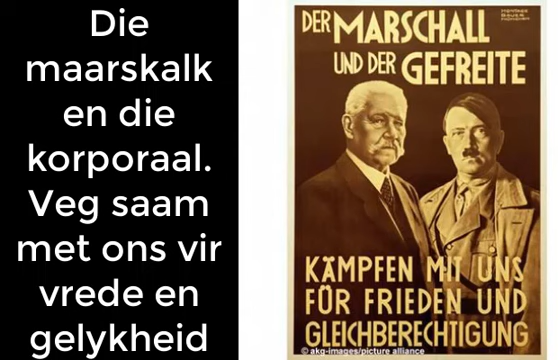 Die
maarskalk
en die
korporaal.
Veg saam
met ons vir
vrede en
gelykheid
DER MARSCHALL
UND DER GEFREITE
KÄMPFEN MIT UNS
FÜR FRIEDEN UND
GLEICHBERECHTIGUNG
© akg-images/picture alliance